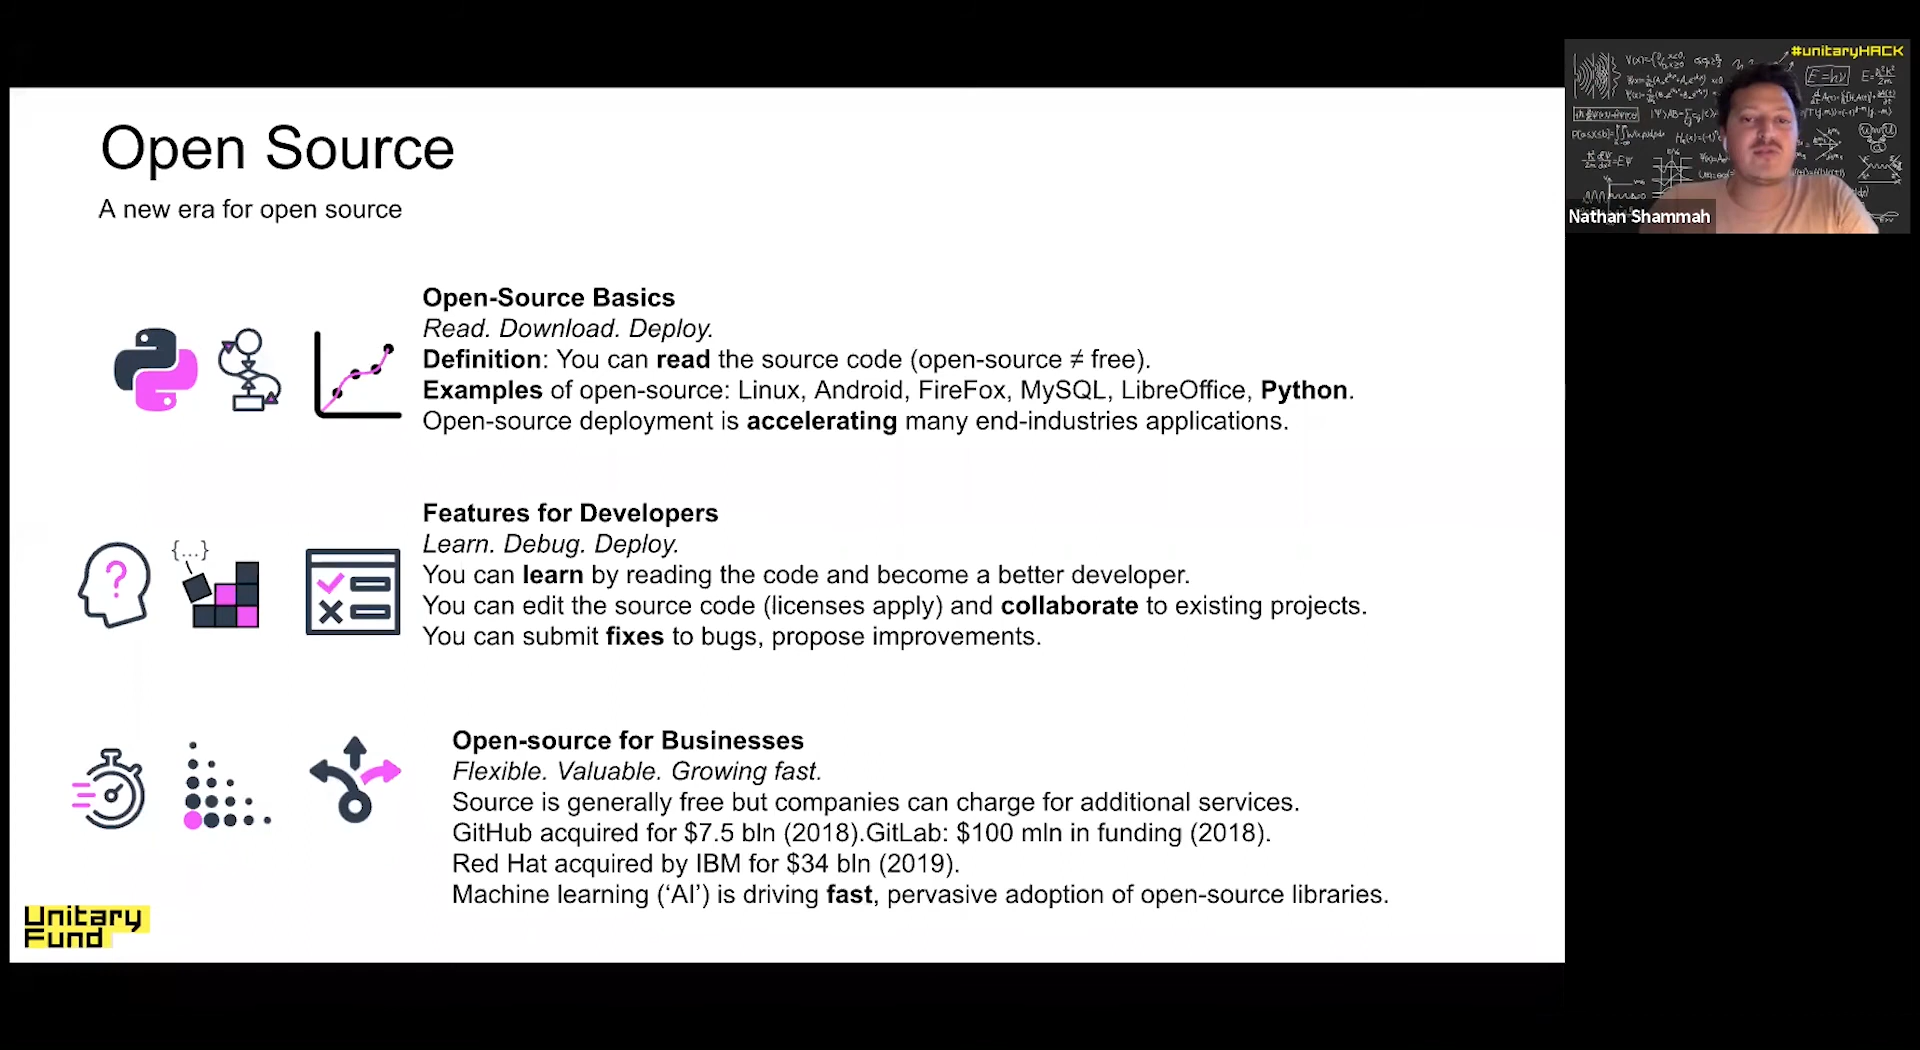 Open Source
A new era for open source
Open-Source Basics
Read. Download. Deploy.
Definition: You can read the source code (open-source ≠ free).
Examples of open-source: Linux, Android, FireFox, MySQL, LibreOffice, Python.
Open-source deployment is accelerating many end-industries applications.
{...}
Features for Developers
Learn. Debug. Deploy.
You can learn by reading the code and become a better developer.
You can edit the source code (licenses apply) and collaborate to existing projects.
You can submit fixes to bugs, propose improvements.
Open-source for Businesses
Flexible. Valuable. Growing fast.
Source is generally free but companies can charge for additional services.
GitHub acquired for $7.5 bln (2018).GitLab: $100 mln in funding (2018).
Red Hat acquired by IBM for $34 bln (2019).
Machine learning (‘AI’) is driving fast, pervasive adoption of open-source libraries.
Unitary
Fund
#unitaryHACK
E=hν
Nathan Shammah